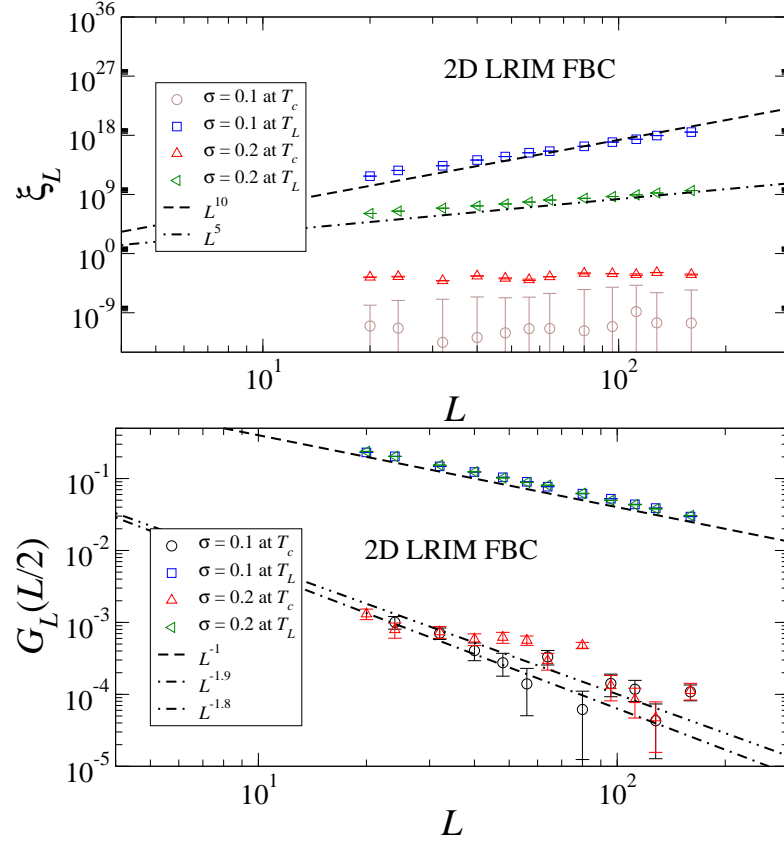 10^36
10^27
10^18
10^9
10^0
10^-9
ξ_L
2D LRIM FBC
σ = 0.1 at T_c
σ = 0.1 at T_L
σ = 0.2 at T_c
σ = 0.2 at T_L
L^10
L^5
10^1
10^2
L
10^-1
10^-2
10^-3
10^-4
10^-5
G_L(L/2)
2D LRIM FBC
σ = 0.1 at T_c
σ = 0.1 at T_L
σ = 0.2 at T_c
σ = 0.2 at T_L
L^-1
L^-1.9
L^-1.8
10^1
10^2
L